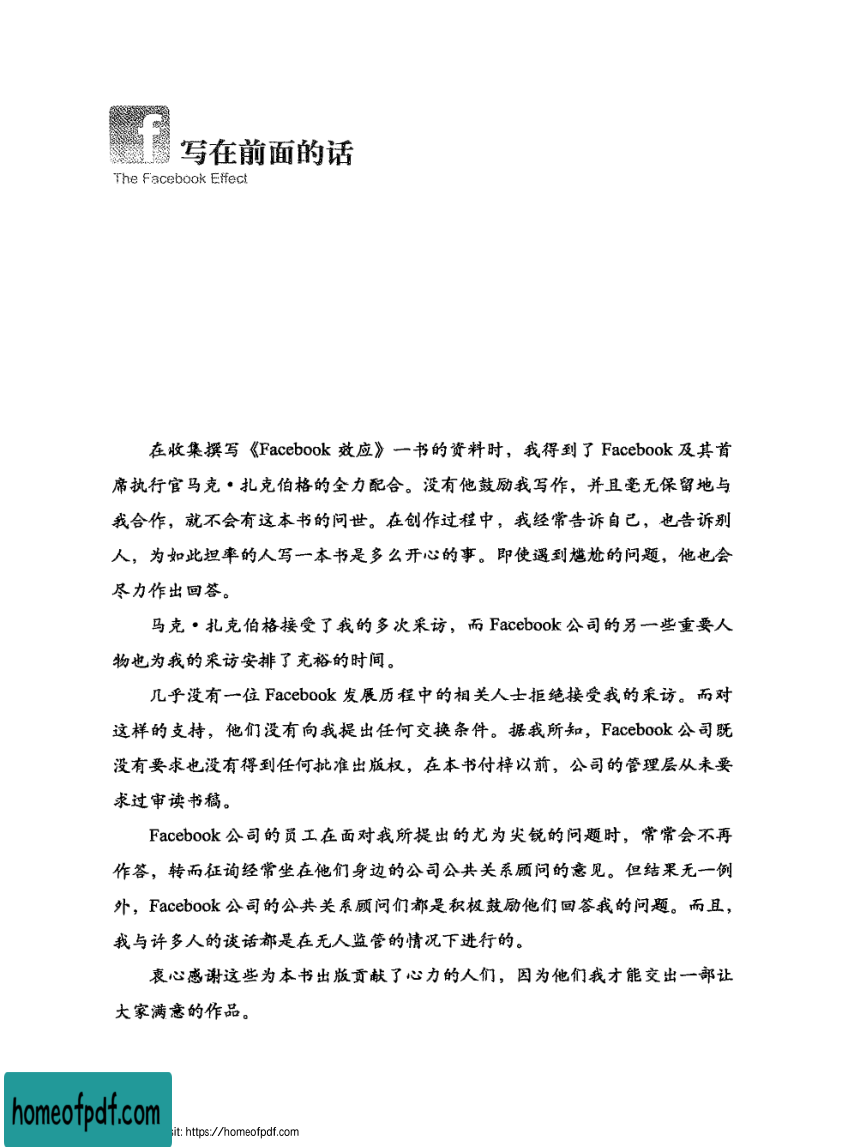 f
写在前面的话
The Facebook Effect
在收集撰写《Facebook 效应》一书的资料时，我得到了 Facebook 及其首
席执行官马克·扎克伯格的全力配合。没有他鼓励我写作，并且毫无保留地与
我合作，就不会有这本书的问世。在创作过程中，我经常告诉自己，也告诉别
人，为如此坦率的人写一本书是多么开心的事。即使遇到尴尬的问题，他也会
尽力作出回答。
马克·扎克伯格接受了我的多次采访，而 Facebook 公司的另一些重要人
物也为我的采访安排了充裕的时间。
几乎没有一位 Facebook 发展历程中的相关人士拒绝接受我的采访。而对
这样的支持，他们没有向我提出任何交换条件。据我所知，Facebook 公司既
没有要求也没有得到任何批准出版权，在本书付梓以前，公司的管理层从未要
求过审读书稿。
Facebook 公司的员工在面对我所提出的尤为尖锐的问题时，常常会不再
作答，转而征询经常坐在他们身边的公司公共关系顾问的意见。但结果无一例
外，Facebook 公司的公共关系顾问们都是积极鼓励他们回答我的问题。而且，
我与许多人的谈话都是在无人监管的情况下进行的。
衷心感谢这些为本书出版贡献了心力的人们，因为他们我才能交出一部让
大家满意的作品。
homeofpdf.com
sit: https://homeofpdf.com